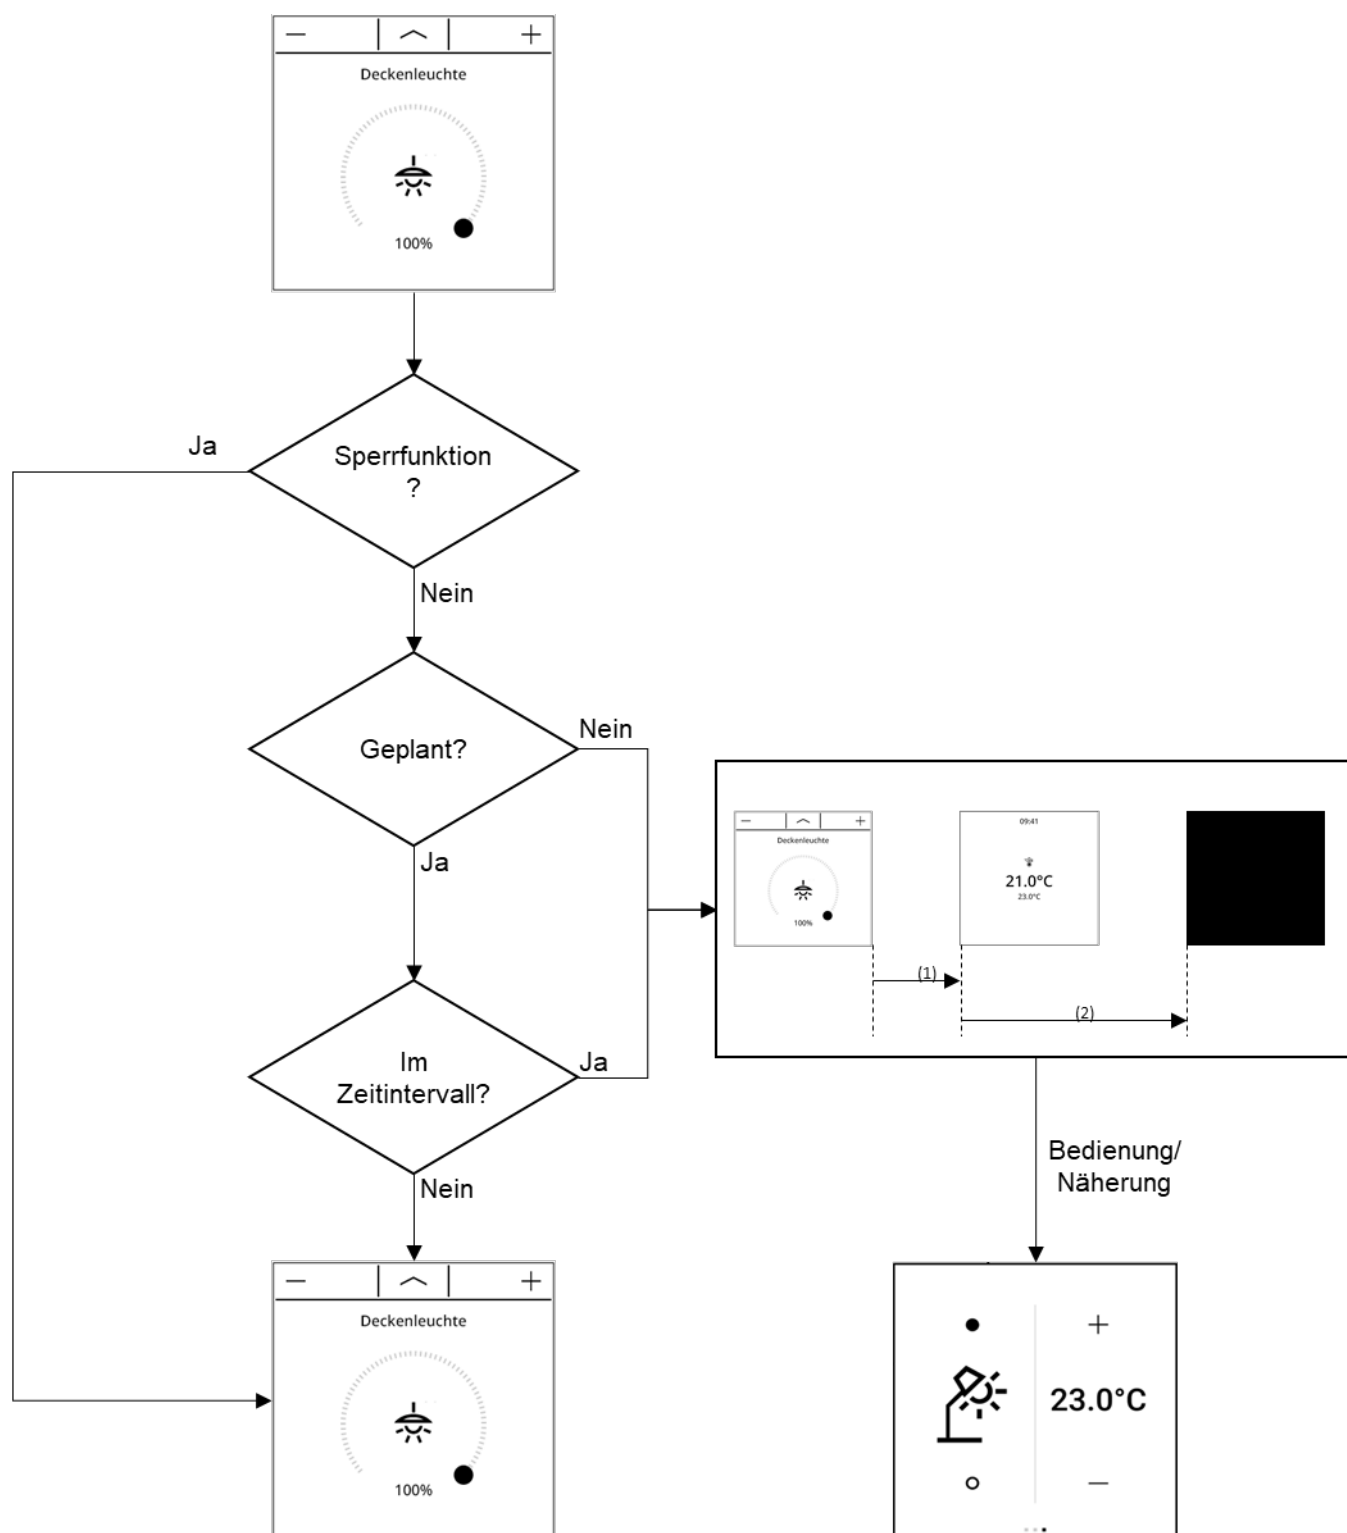 Deckenleuchte
100%
Ja
Sperrfunktion
?
Nein
Geplant?
Nein
Ja
Deckenleuchte
100%
09:41
21.0°C
23.0°C
(1)
(2)
Im
Zeitintervall?
Ja
Nein
Bedienung/
Näherung
Deckenleuchte
100%
+
23.0°C
−